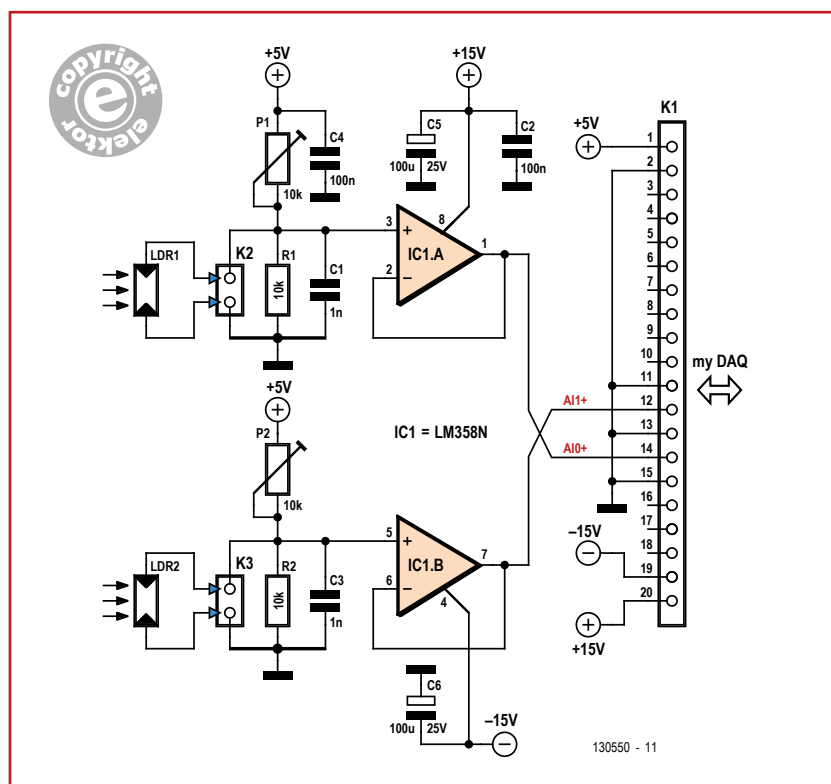 copyright
e
elektor
+5V
P1
10k
C4
100n
+15V
C5
100u 25V
C2
100n
LDR1
K2
R1
10k
C1
1n
3
2
8
1
+
−
IC1.A
+5V
P2
10k
IC1 = LM358N
LDR2
K3
R2
10k
C3
1n
5
6
4
7
+
−
IC1.B
C6
100u 25V
−15V
AI1+
AI0+
K1
+5V
1
2
3
4
5
6
7
8
9
10
11
12
13
14
15
16
17
18
19
20
my DAQ
−15V
+15V
130550 - 11